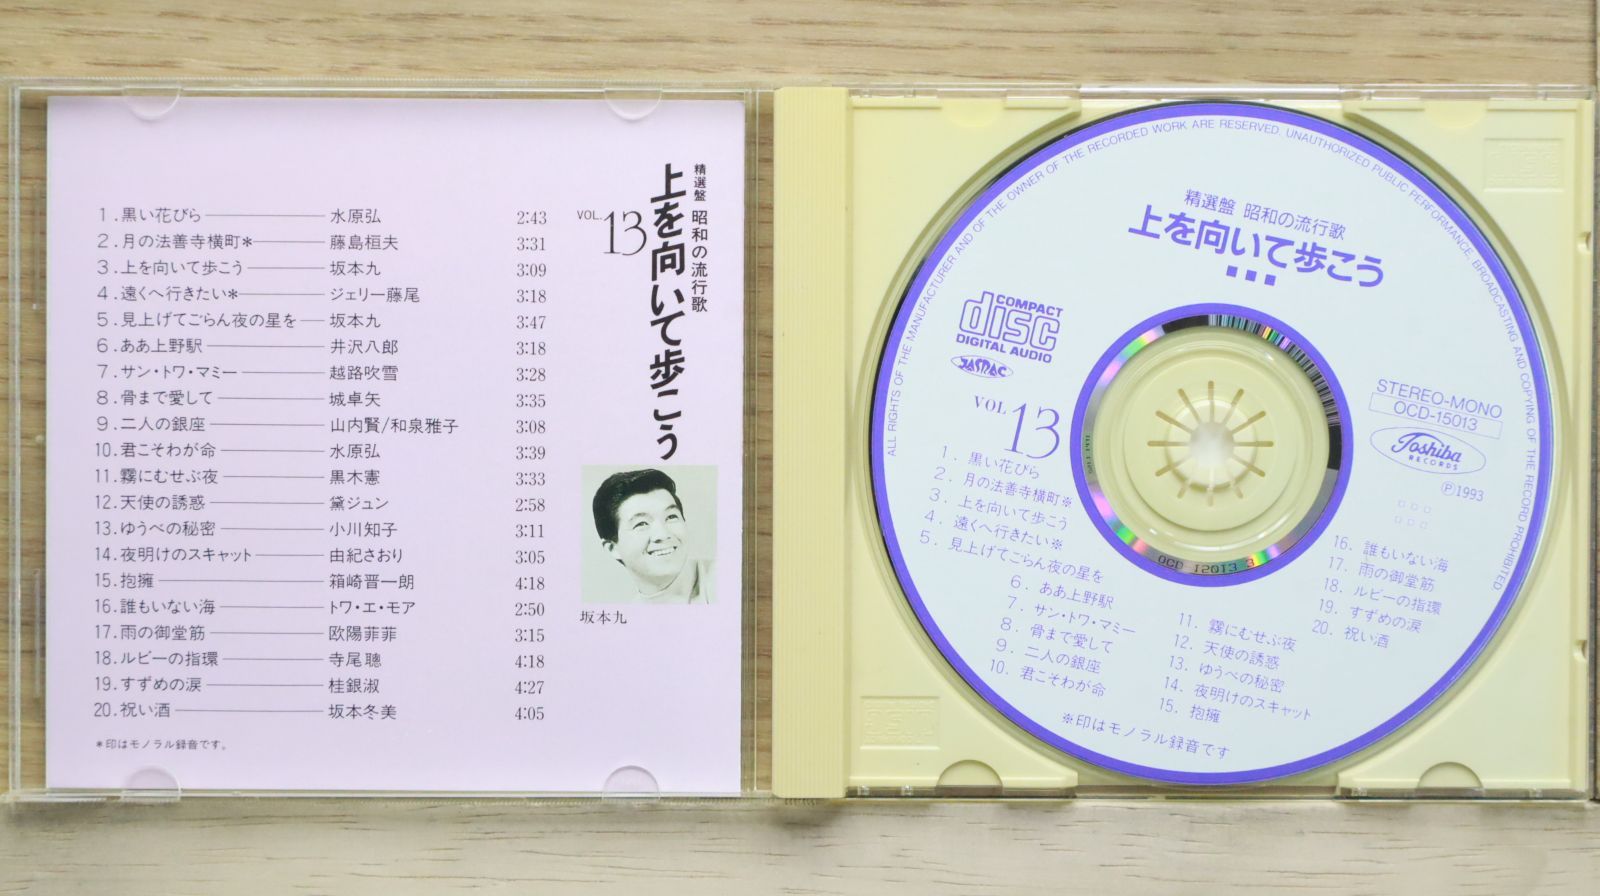 精選盤 昭和の流行歌
上を向いて歩こう
VOL. 13
1.黒い花びら 水原弘 2:43
2.月の法善寺横町* 藤島桓夫 3:31
3.上を向いて歩こう 坂本九 3:09
4.遠くへ行きたい* ジェリー藤尾 3:18
5.見上げてごらん夜の星を 坂本九 3:47
6.ああ上野駅 井沢八郎 3:18
7.サン・トワ・マミー 越路吹雪 3:28
8.骨まで愛して 城卓矢 3:35
9.二人の銀座 山内賢/和泉雅子 3:08
10.君こそわが命 水原弘 3:39
11.霧にむせぶ夜 黒木憲 3:33
12.天使の誘惑 黛ジュン 2:58
13.ゆうべの秘密 小川知子 3:11
14.夜明けのスキャット 由紀さおり 3:05
15.抱擁 箱崎晋一朗 4:18
16.誰もいない海 トワ・エ・モア 2:50
17.雨の御堂筋 欧陽菲菲 3:15
18.ルビーの指環 寺尾聰 4:18
19.すずめの涙 桂銀淑 4:27
20.祝い酒 坂本冬美 4:05
*印はモノラル録音です。
坂本九
ALL RIGHTS OF THE MANUFACTURER AND OF THE OWNER OF THE RECORDED WORK ARE RESERVED. UNAUTHORIZED PUBLIC PERFORMANCE, BROADCASTING AND COPYING OF THE RECORD PROHIBITED
精選盤 昭和の流行歌
上を向いて歩こう
COMPACT
disc
DIGITAL AUDIO
JASRAC
VOL 13
STEREO-MONO
OCD-15013
Toshiba
RECORDS
Ⓟ1993
1. 黒い花びら
2. 月の法善寺横町※
3. 上を向いて歩こう
4. 遠くへ行きたい※
5. 見上げてごらん夜の星を
6. ああ上野駅
7. サン・トワ・マミー
8. 骨まで愛して
9. 二人の銀座
10. 君こそわが命
11. 霧にむせぶ夜
12. 天使の誘惑
13. ゆうべの秘密
14. 夜明けのスキャット
15. 抱擁
16. 誰もいない海
17. 雨の御堂筋
18. ルビーの指環
19. すずめの涙
20. 祝い酒
※印はモノラル録音です
OCD 15013 3